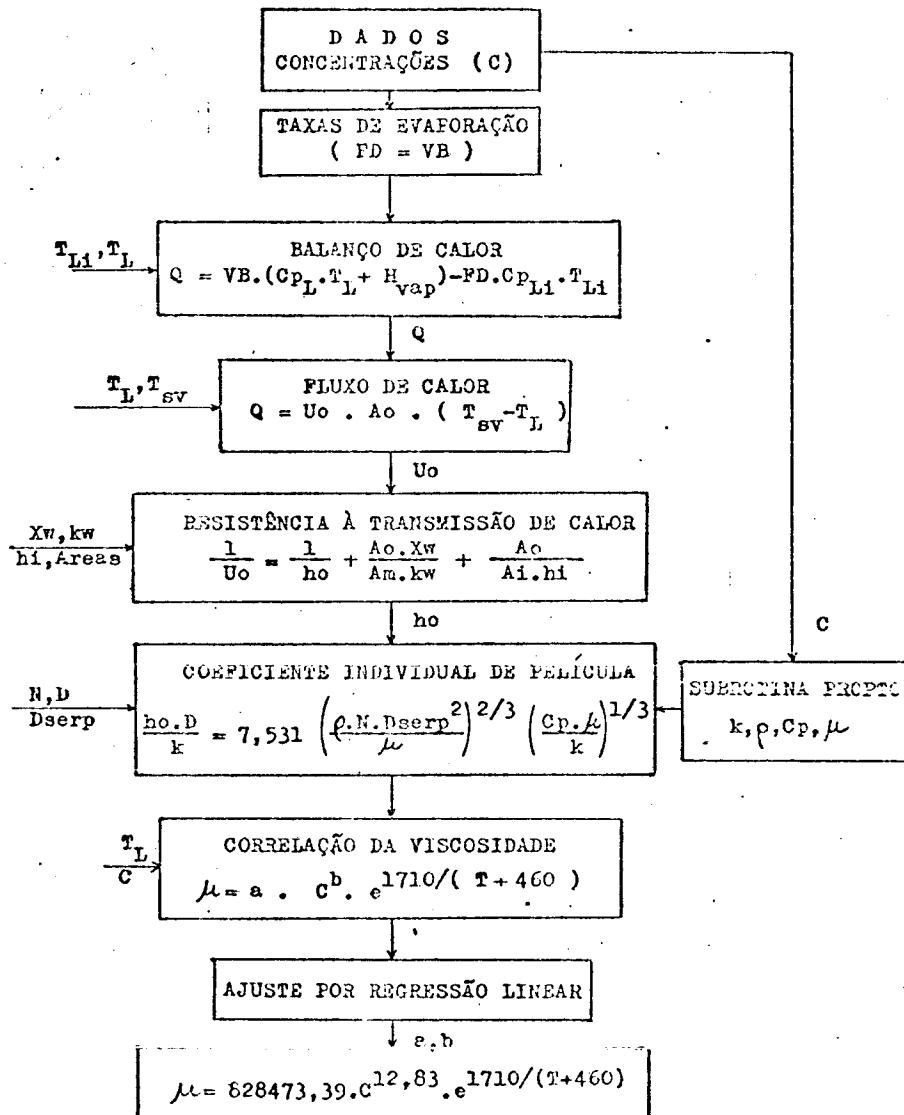 D A D O S
CONCENTRAÇÕES (C)
TAXAS DE EVAPORAÇÃO
( FD = VB )
T_Li, T_L
BALANÇO DE CALOR
Q = VB.(Cp_L.T_L + H_vap)-FD.Cp_Li.T_Li
Q
T_L, T_sv
FLUXO DE CALOR
Q = Uo . Ao . ( T_sv-T_L )
Uo
Xw,kw
hi,Areas
RESISTÊNCIA À TRANSMISSÃO DE CALOR
1/Uo = 1/ho + Ao.Xw/Am.kw + Ao/Ai.hi
ho
C
N,D
Dserp
COEFICIENTE INDIVIDUAL DE PELÍCULA
ho.D/k = 7,531 (ρ.N.Dserp²/μ)^2/3 (Cp.μ/k)^1/3
SUBROTINA PROPTO
k,ρ,Cp,μ
T_L
C
CORRELAÇÃO DA VISCOSIDADE
μ = a . C^b . e^1710/( T + 460 )
AJUSTE POR REGRESSÃO LINEAR
a,b
μ = 828473,39.C^12,83.e^1710/(T+460)